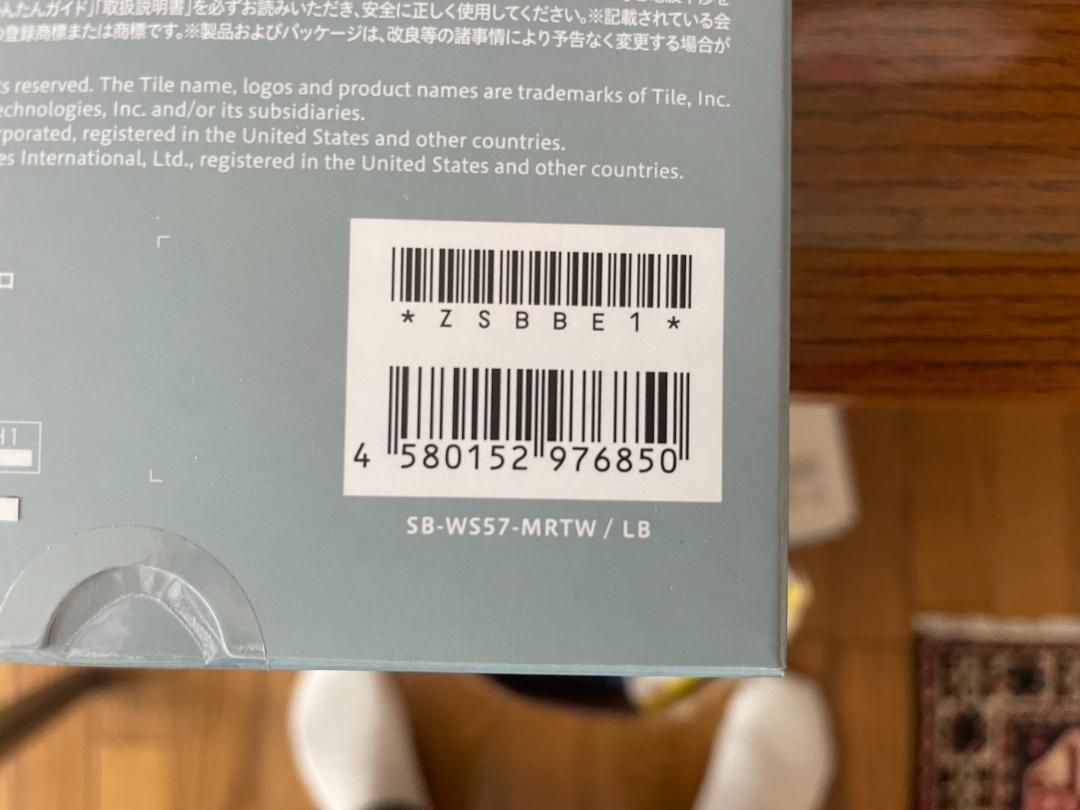 んたんガイド」「取扱説明書」を必ずお読みいただき、安全に正しく使用してください。※記載されている会
登録商標または商標です。※製品およびパッケージは、改良等の諸事情により予告なく変更する場合が
reserved. The Tile name, logos and product names are trademarks of Tile, Inc.
echnologies, Inc. and/or its subsidiaries.
rporated, registered in the United States and other countries.
es International, Ltd., registered in the United States and other countries.
*ZSBBE1*
H1
4 580152 976850
SB-WS57-MRTW / LB